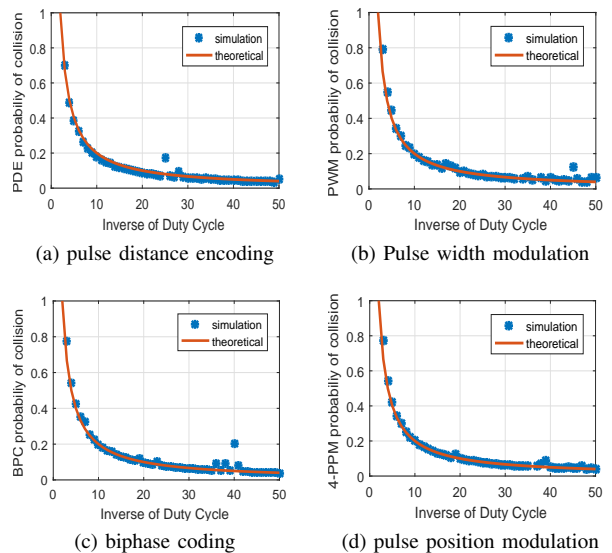 PDE probability of collision
1
0.8
0.6
0.4
0.2
0
0 10 20 30 40 50
Inverse of Duty Cycle
simulation
theoretical
(a) pulse distance encoding
PWM probability of collision
1
0.8
0.6
0.4
0.2
0
0 10 20 30 40 50
Inverse of Duty Cycle
simulation
theoretical
(b) Pulse width modulation
BPC probabiliy of collision
1
0.8
0.6
0.4
0.2
0
0 10 20 30 40 50
Inverse of Duty Cycle
simulation
theoretical
(c) biphase coding
4-PPM probability of collision
1
0.8
0.6
0.4
0.2
0
0 10 20 30 40 50
Inverse of Duty Cycle
simulation
theoretical
(d) pulse position modulation